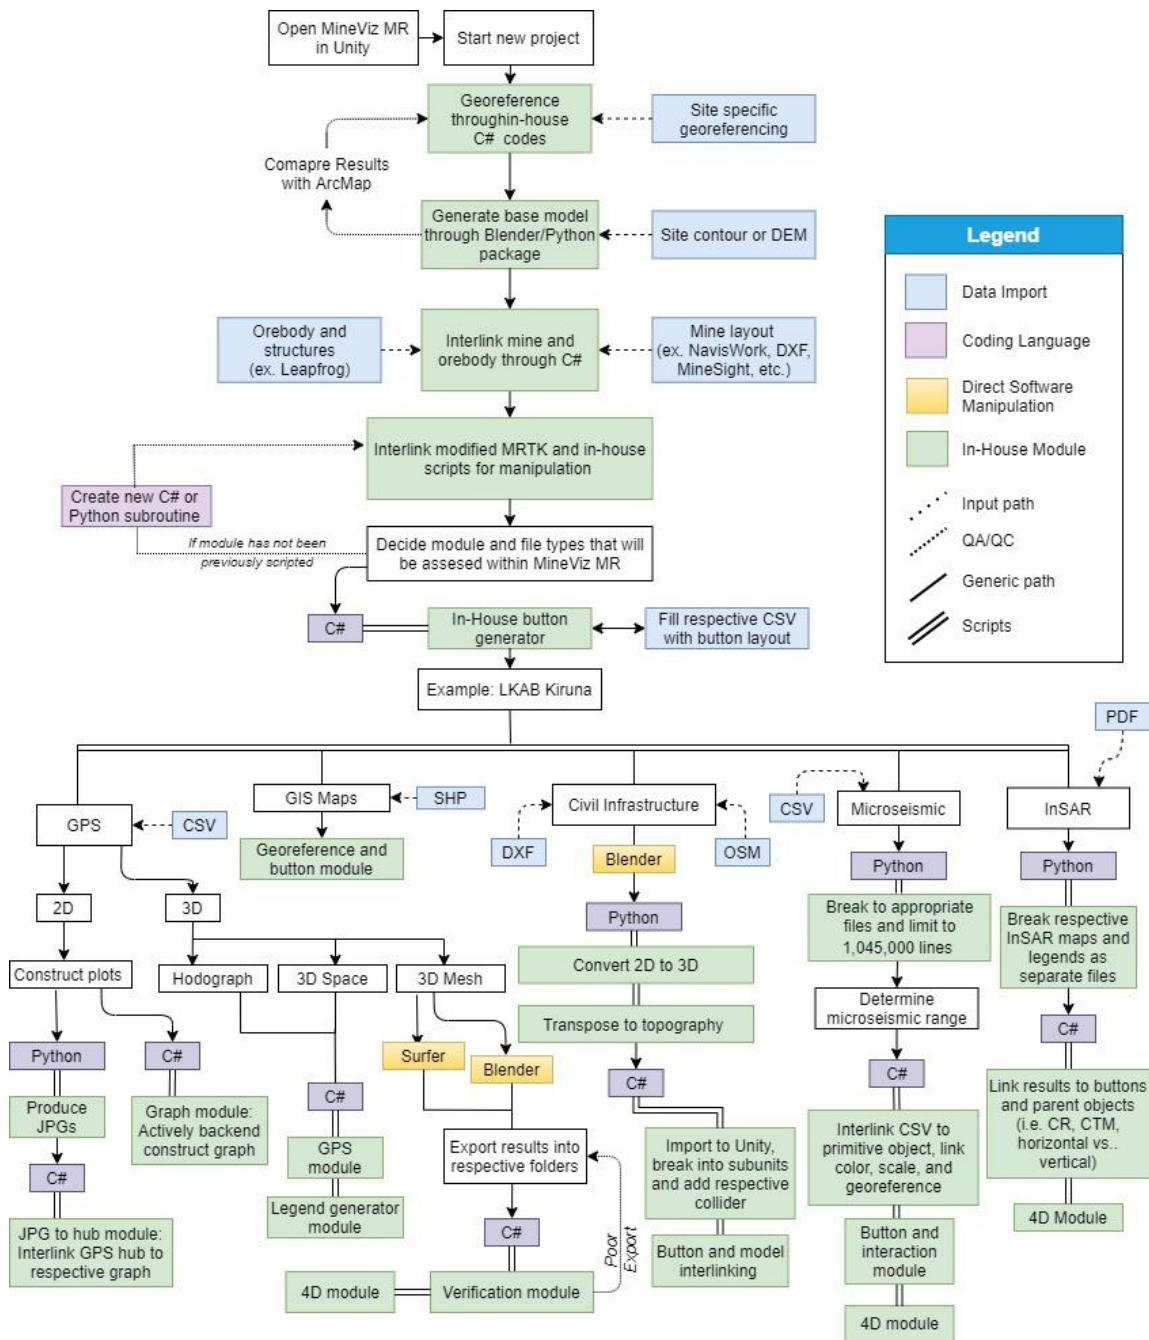 Open MineViz MR
in Unity
Start new project
Georeference
throughin-house
C# codes
Site specific
georeferencing
Comapre Results
with ArcMap
Generate base model
through Blender/Python
package
Site contour or DEM
Legend
Data Import
Coding Language
Direct Software
Manipulation
In-House Module
Input path
QA/QC
Generic path
Scripts
Orebody and
structures
(ex. Leapfrog)
Interlink mine and
orebody through C#
Mine layout
(ex. NavisWork, DXF,
MineSight, etc.)
Interlink modified MRTK and in-house
scripts for manipulation
Create new C# or
Python subroutine
If module has not been
previously scripted
Decide module and file types that will
be assesed within MineViz MR
C#
In-House button
generator
Fill respective CSV
with button layout
Example: LKAB Kiruna
PDF
GPS
CSV
GIS Maps
SHP
Georeference and
button module
Civil Infrastructure
DXF
OSM
Blender
CSV
Microseismic
InSAR
2D
3D
Python
Python
Python
Break to appropriate
files and limit to
1,045,000 lines
Break respective
InSAR maps and
legends as
separate files
Construct plots
Hodograph
3D Space
3D Mesh
Convert 2D to 3D
Transpose to topography
Determine
microseismic range
Python
C#
Surfer
Blender
C#
C#
C#
C#
Produce
JPGs
Graph module:
Actively backend
construct graph
GPS
module
Legend generator
module
Export results into
respective folders
Import to Unity,
break into subunits
and add respective
collider
Interlink CSV to
primitive object, link
color, scale, and
georeference
Link results to buttons
and parent objects
(i.e. CR, CTM,
horizontal vs..
vertical)
C#
JPG to hub module:
Interlink GPS hub to
respective graph
C#
Poor
Export
Button and model
interlinking
Button and
interaction
module
4D Module
4D module
Verification module
4D module